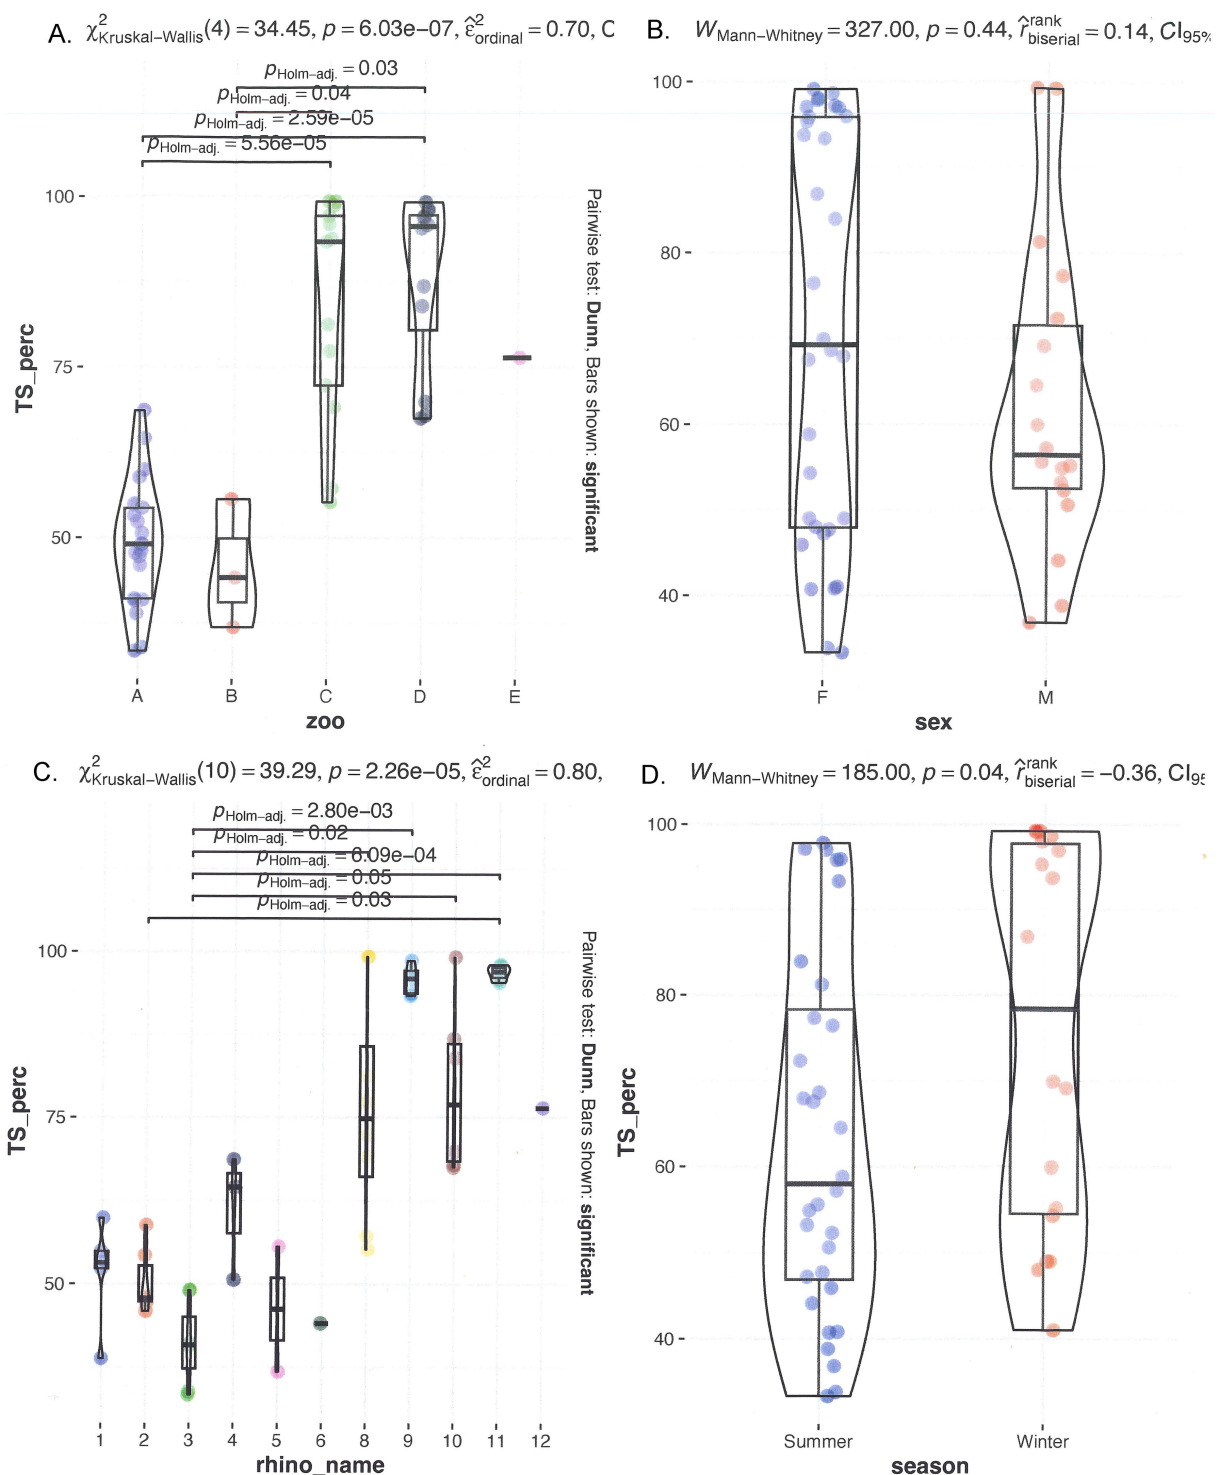 A. χ²Kruskal−Wallis(4) = 34.45, p = 6.03e−07, ε̂²ordinal = 0.70, C
pHolm−adj. = 0.03
pHolm−adj. = 0.04
pHolm−adj. = 2.59e−05
pHolm−adj. = 5.56e−05
100
75
50
TS_perc
A B C D E
zoo
Pairwise test: Dunn, Bars shown: significant
B. WMann−Whitney = 327.00, p = 0.44, r̂rank biserial = 0.14, CI95%
100
80
60
40
F M
sex
C. χ²Kruskal−Wallis(10) = 39.29, p = 2.26e−05, ε̂²ordinal = 0.80,
pHolm−adj. = 2.80e−03
pHolm−adj. = 0.02
pHolm−adj. = 6.09e−04
pHolm−adj. = 0.05
pHolm−adj. = 0.03
100
75
50
TS_perc
1 2 3 4 5 6 8 9 10 11 12
rhino_name
Pairwise test: Dunn, Bars shown: significant
D. WMann−Whitney = 185.00, p = 0.04, r̂rank biserial = −0.36, CI95
100
80
60
40
TS_perc
Summer Winter
season